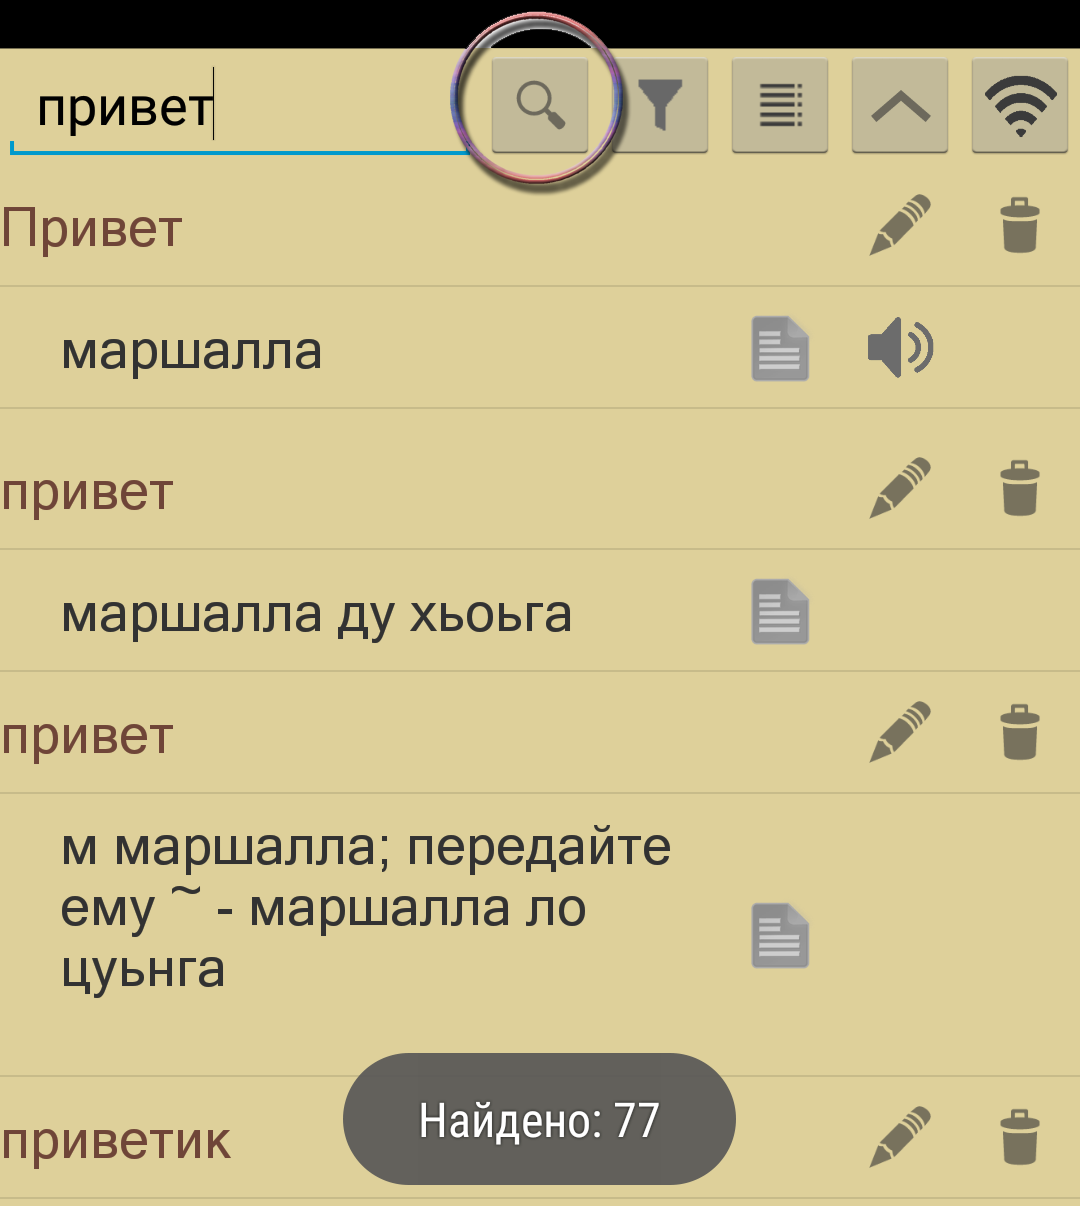 привет
Привет
маршалла
привет
маршалла ду хьоьга
привет
м маршалла; передайте
ему ~ - маршалла ло
цуьнга
приветик
Найдено: 77